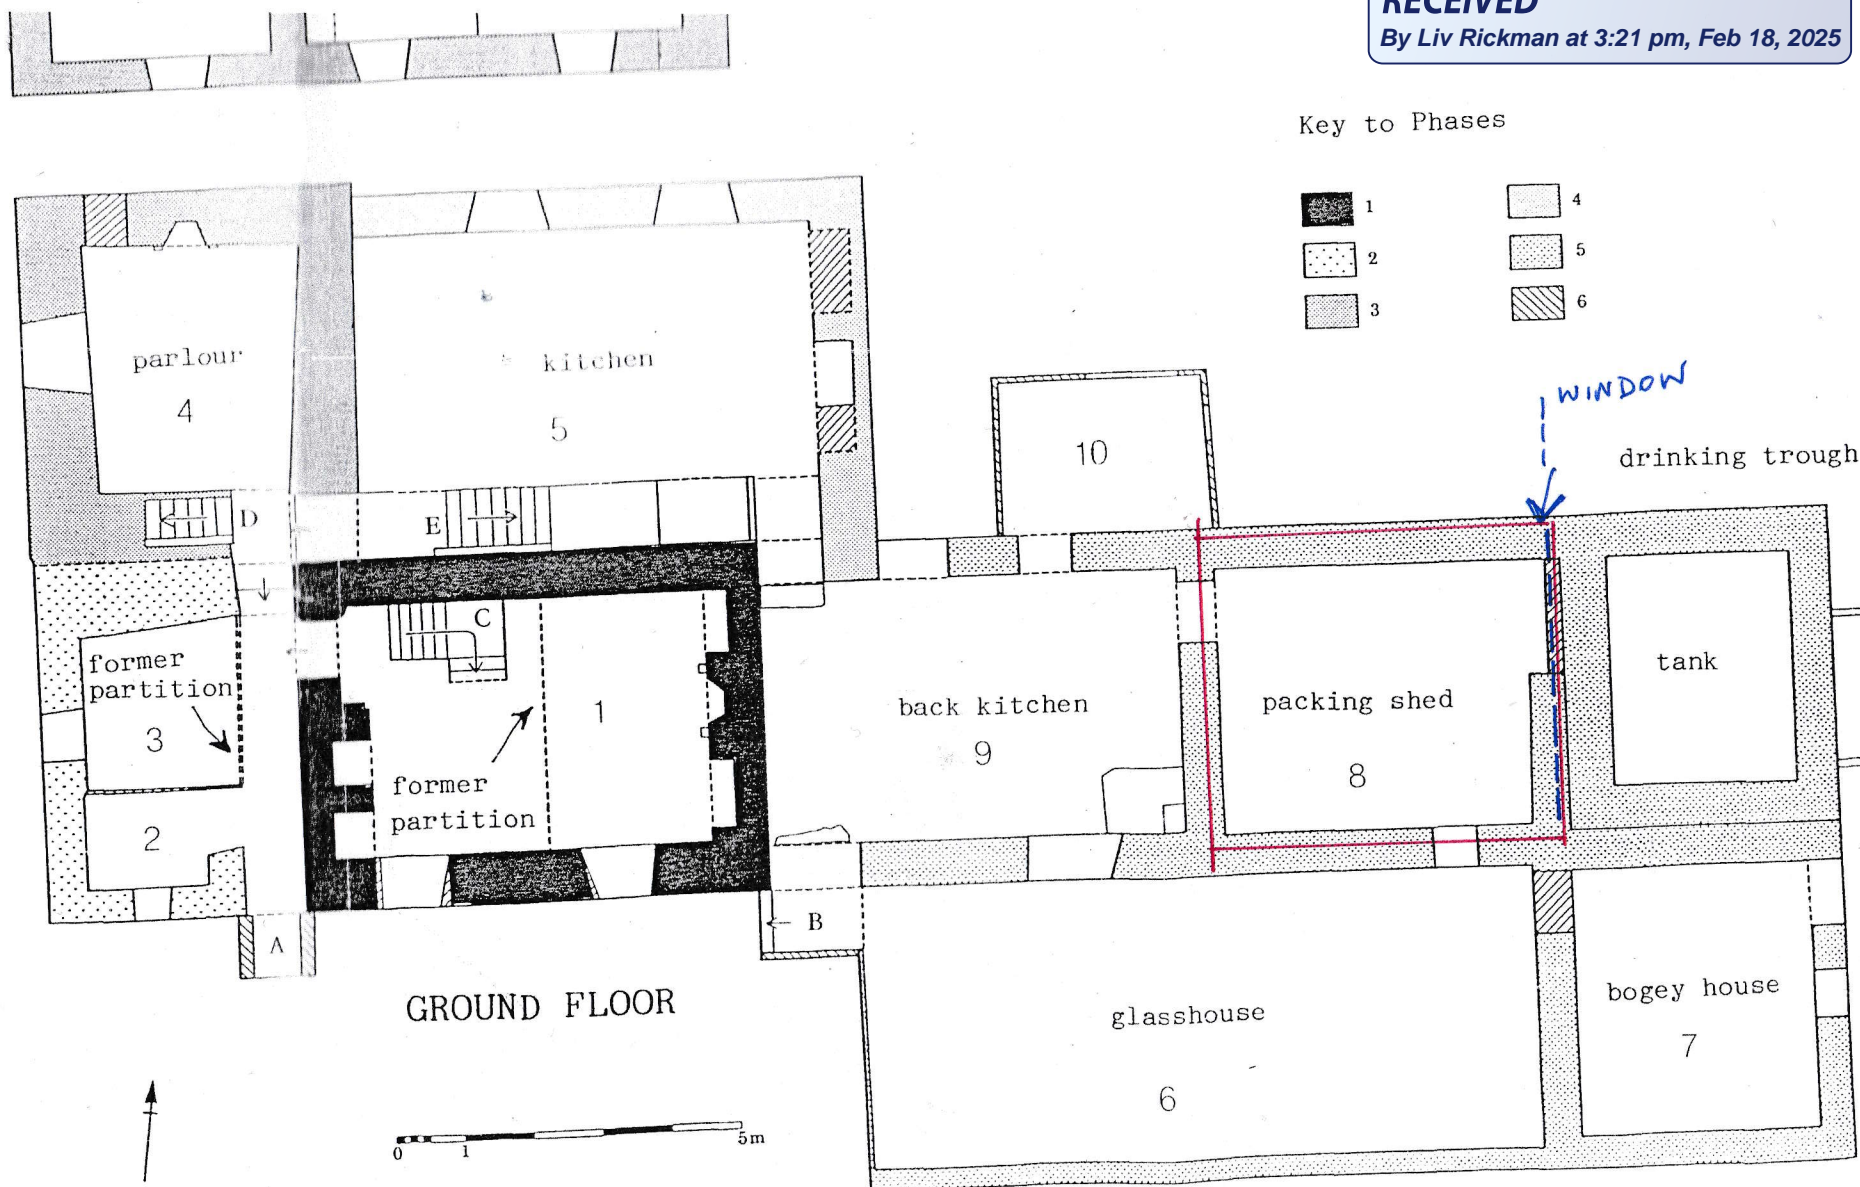 RECEIVED
By Liv Rickman at 3:21 pm, Feb 18, 2025
Key to Phases
1
4
2
5
3
6
WINDOW
drinking trough
parlour
4
kitchen
5
10
D
E
C
former
partition
3
2
1
former
partition
back kitchen
9
packing shed
8
tank
A
B
GROUND FLOOR
glasshouse
6
bogey house
7
0
1
5m